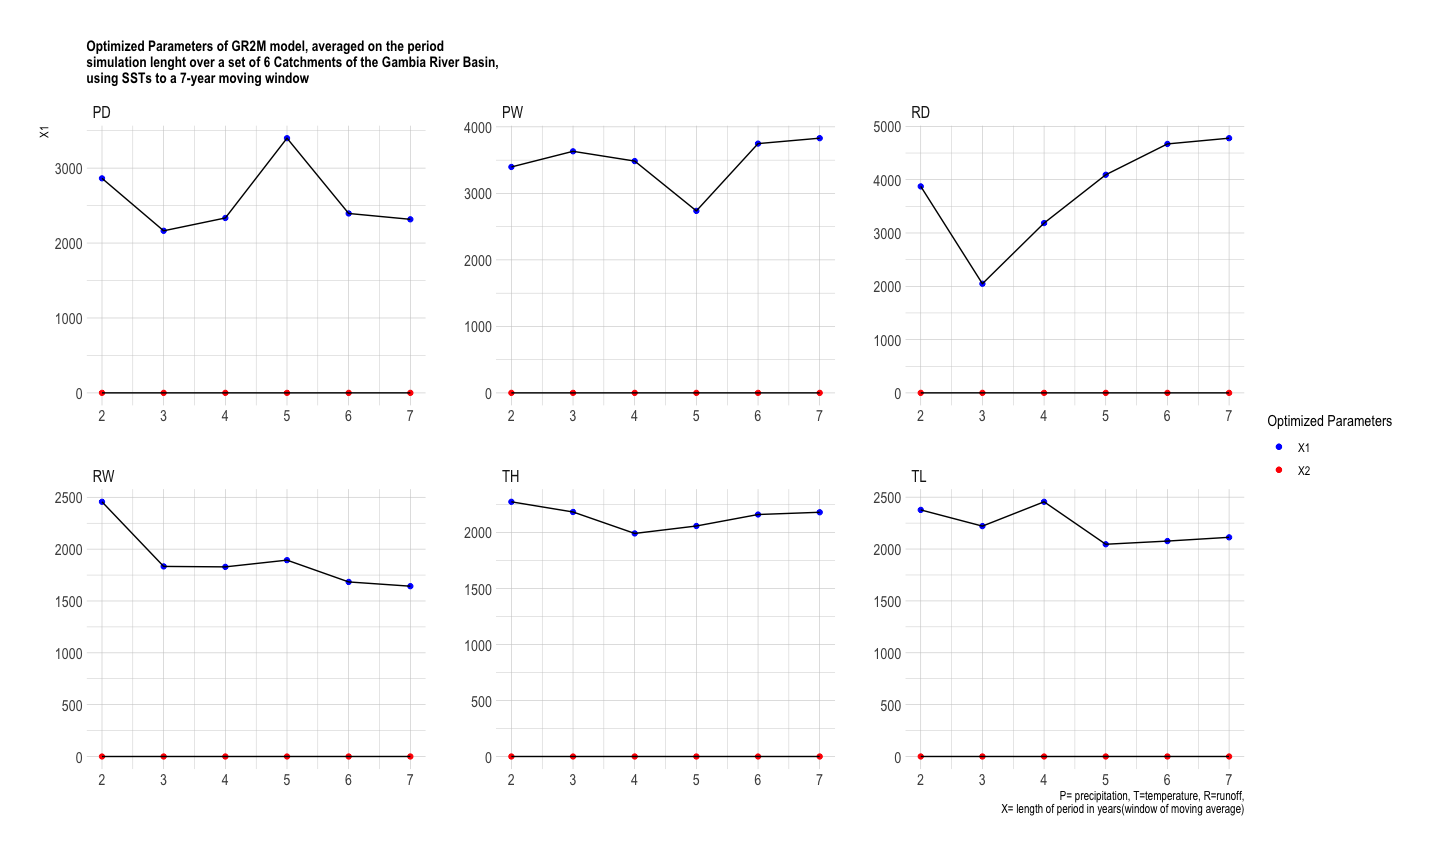 Optimized Parameters of GR2M model, averaged on the period
simulation lenght over a set of 6 Catchments of the Gambia River Basin,
using SSTs to a 7-year moving window
PD
X1
3000
2000
1000
0
2 3 4 5 6 7
PW
4000
3000
2000
1000
0
2 3 4 5 6 7
RD
5000
4000
3000
2000
1000
0
2 3 4 5 6 7
RW
2500
2000
1500
1000
500
0
2 3 4 5 6 7
TH
2000
1500
1000
500
0
2 3 4 5 6 7
TL
2500
2000
1500
1000
500
0
2 3 4 5 6 7
Optimized Parameters
X1
X2
P= precipitation, T=temperature, R=runoff,
X= length of period in years(window of moving average)